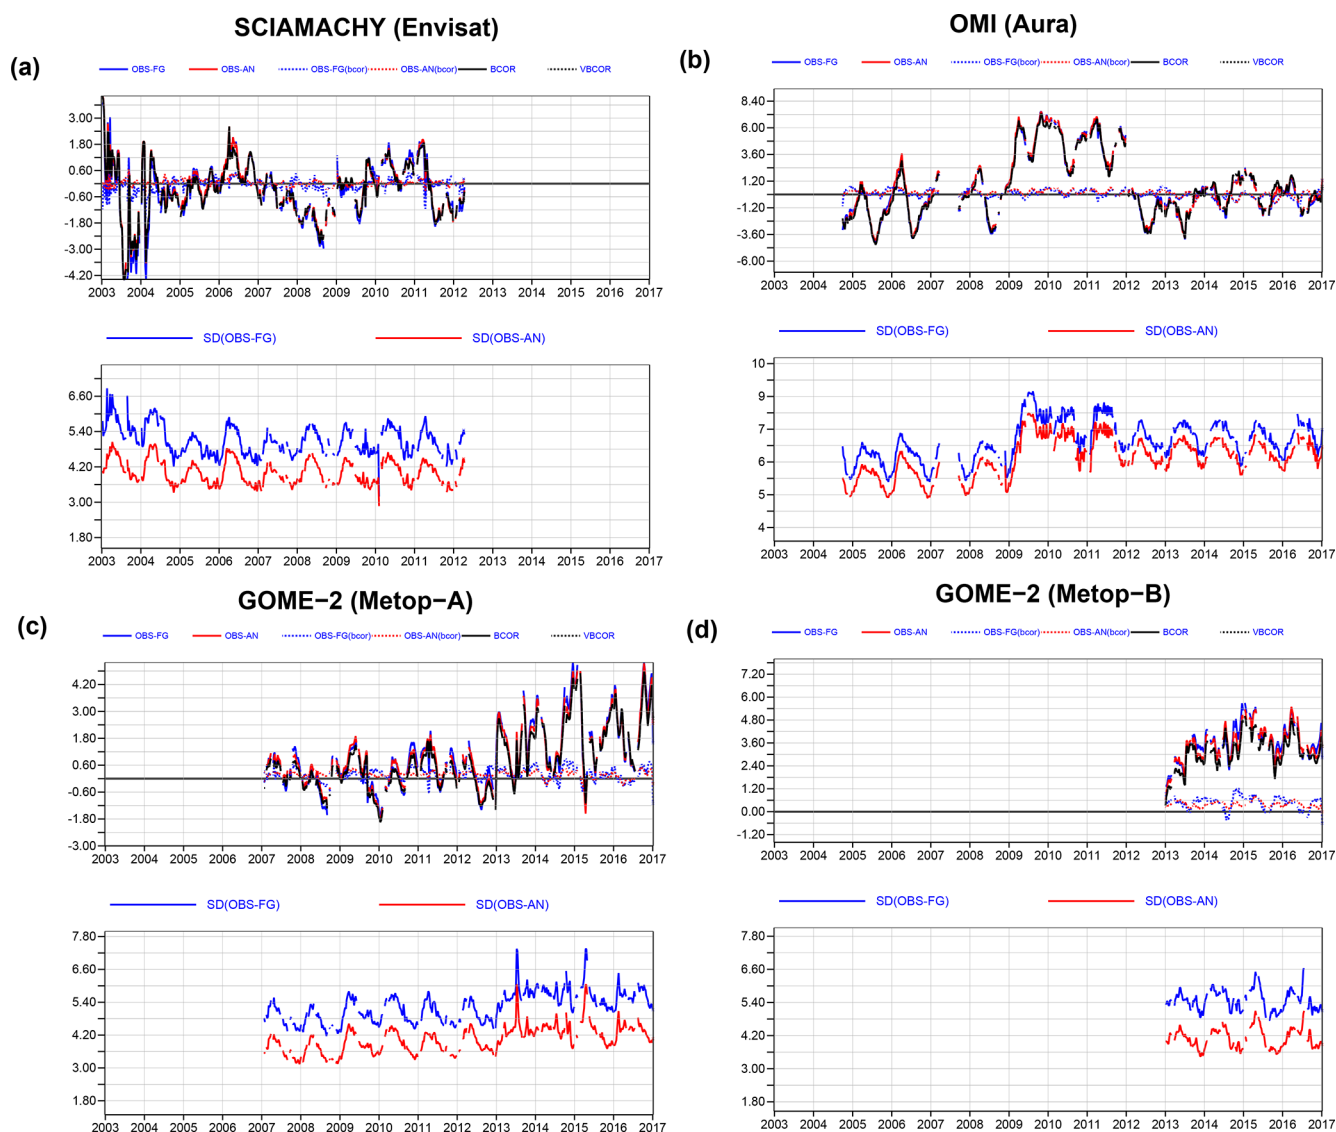 SCIAMACHY (Envisat)
(a)
OBS-FG OBS-AN OBS-FG(bcor) OBS-AN(bcor) BCOR VBCOR
3.00
1.80
0.60
-0.60
-1.80
-3.00
-4.20
2003 2004 2005 2006 2007 2008 2009 2010 2011 2012 2013 2014 2015 2016 2017
SD(OBS-FG) SD(OBS-AN)
6.60
5.40
4.20
3.00
1.80
2003 2004 2005 2006 2007 2008 2009 2010 2011 2012 2013 2014 2015 2016 2017
OMI (Aura)
(b)
OBS-FG OBS-AN OBS-FG(bcor) OBS-AN(bcor) BCOR VBCOR
8.40
6.00
3.60
1.20
-1.20
-3.60
-6.00
2003 2004 2005 2006 2007 2008 2009 2010 2011 2012 2013 2014 2015 2016 2017
SD(OBS-FG) SD(OBS-AN)
10
9
7
6
5
4
2003 2004 2005 2006 2007 2008 2009 2010 2011 2012 2013 2014 2015 2016 2017
GOME−2 (Metop−A)
(c)
OBS-FG OBS-AN OBS-FG(bcor) OBS-AN(bcor) BCOR VBCOR
4.20
3.00
1.80
0.60
-0.60
-1.80
-3.00
2003 2004 2005 2006 2007 2008 2009 2010 2011 2012 2013 2014 2015 2016 2017
SD(OBS-FG) SD(OBS-AN)
7.80
6.60
5.40
4.20
3.00
1.80
2003 2004 2005 2006 2007 2008 2009 2010 2011 2012 2013 2014 2015 2016 2017
GOME−2 (Metop−B)
(d)
OBS-FG OBS-AN OBS-FG(bcor) OBS-AN(bcor) BCOR VBCOR
7.20
6.00
4.80
3.60
2.40
1.20
0.00
-1.20
2003 2004 2005 2006 2007 2008 2009 2010 2011 2012 2013 2014 2015 2016 2017
SD(OBS-FG) SD(OBS-AN)
7.80
6.60
5.40
4.20
3.00
1.80
2003 2004 2005 2006 2007 2008 2009 2010 2011 2012 2013 2014 2015 2016 2017